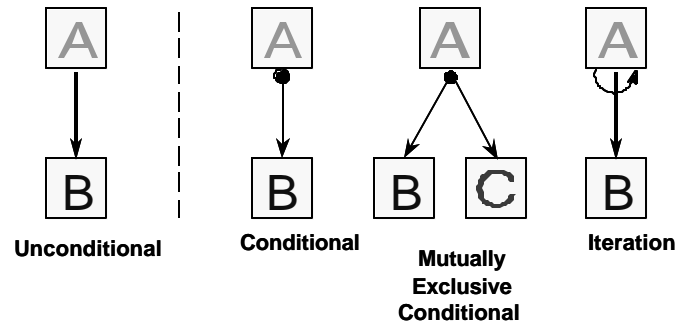 A A A A
B B B C B
Unconditional
Conditional
Mutually
Exclusive
Conditional
Iteration